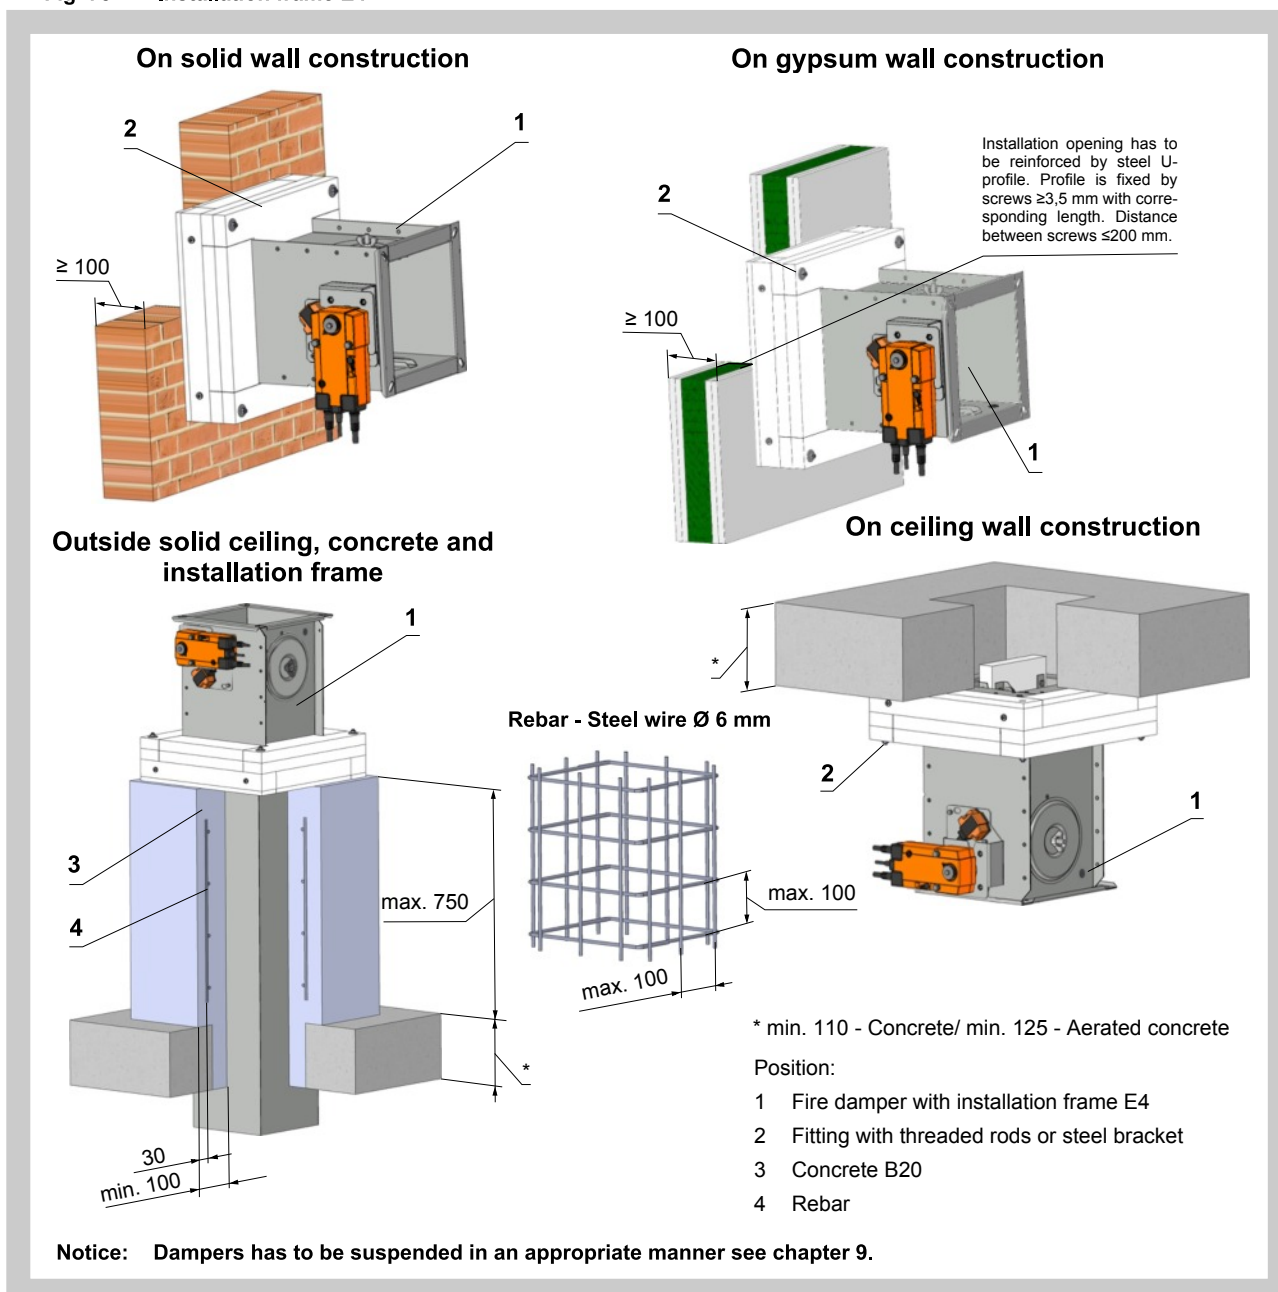 On solid wall construction
On gypsum wall construction
2
1
≥ 100
Installation opening has to
be reinforced by steel U-
profile. Profile is fixed by
screws ≥3,5 mm with corre-
sponding length. Distance
between screws ≤200 mm.
2
≥ 100
1
Outside solid ceiling, concrete and
installation frame
On ceiling wall construction
1
3
4
max. 750
*
30
min. 100
Rebar - Steel wire Ø 6 mm
max. 100
max. 100
*
2
1
* min. 110 - Concrete/ min. 125 - Aerated concrete
Position:
1 Fire damper with installation frame E4
2 Fitting with threaded rods or steel bracket
3 Concrete B20
4 Rebar
Notice: Dampers has to be suspended in an appropriate manner see chapter 9.